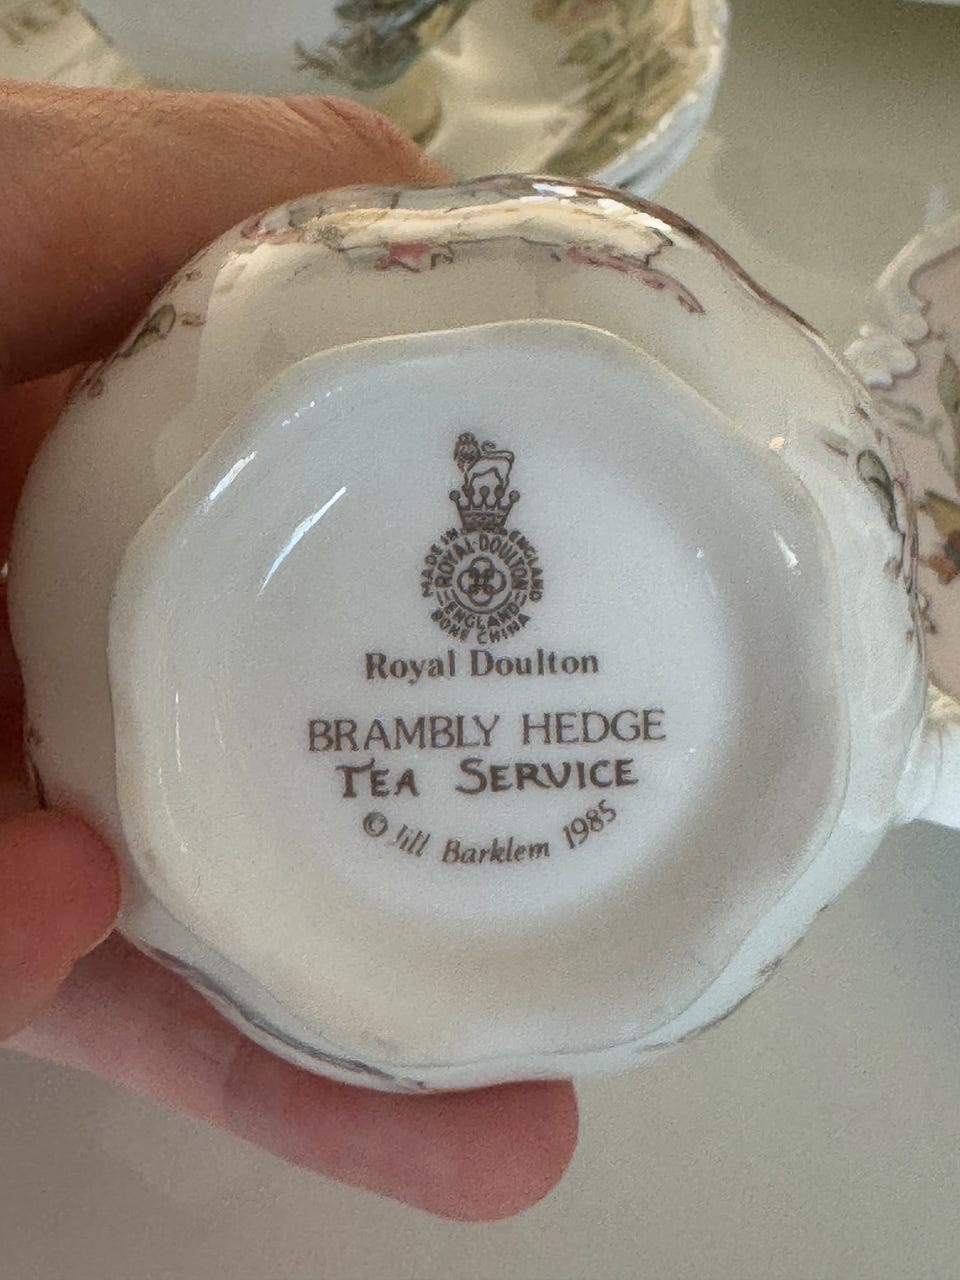 MADE IN ENGLAND
ROYAL·DOULTON
ENGLAND
BONE CHINA
Royal Doulton
BRAMBLY HEDGE
TEA SERVICE
© Jill Barklem 1985